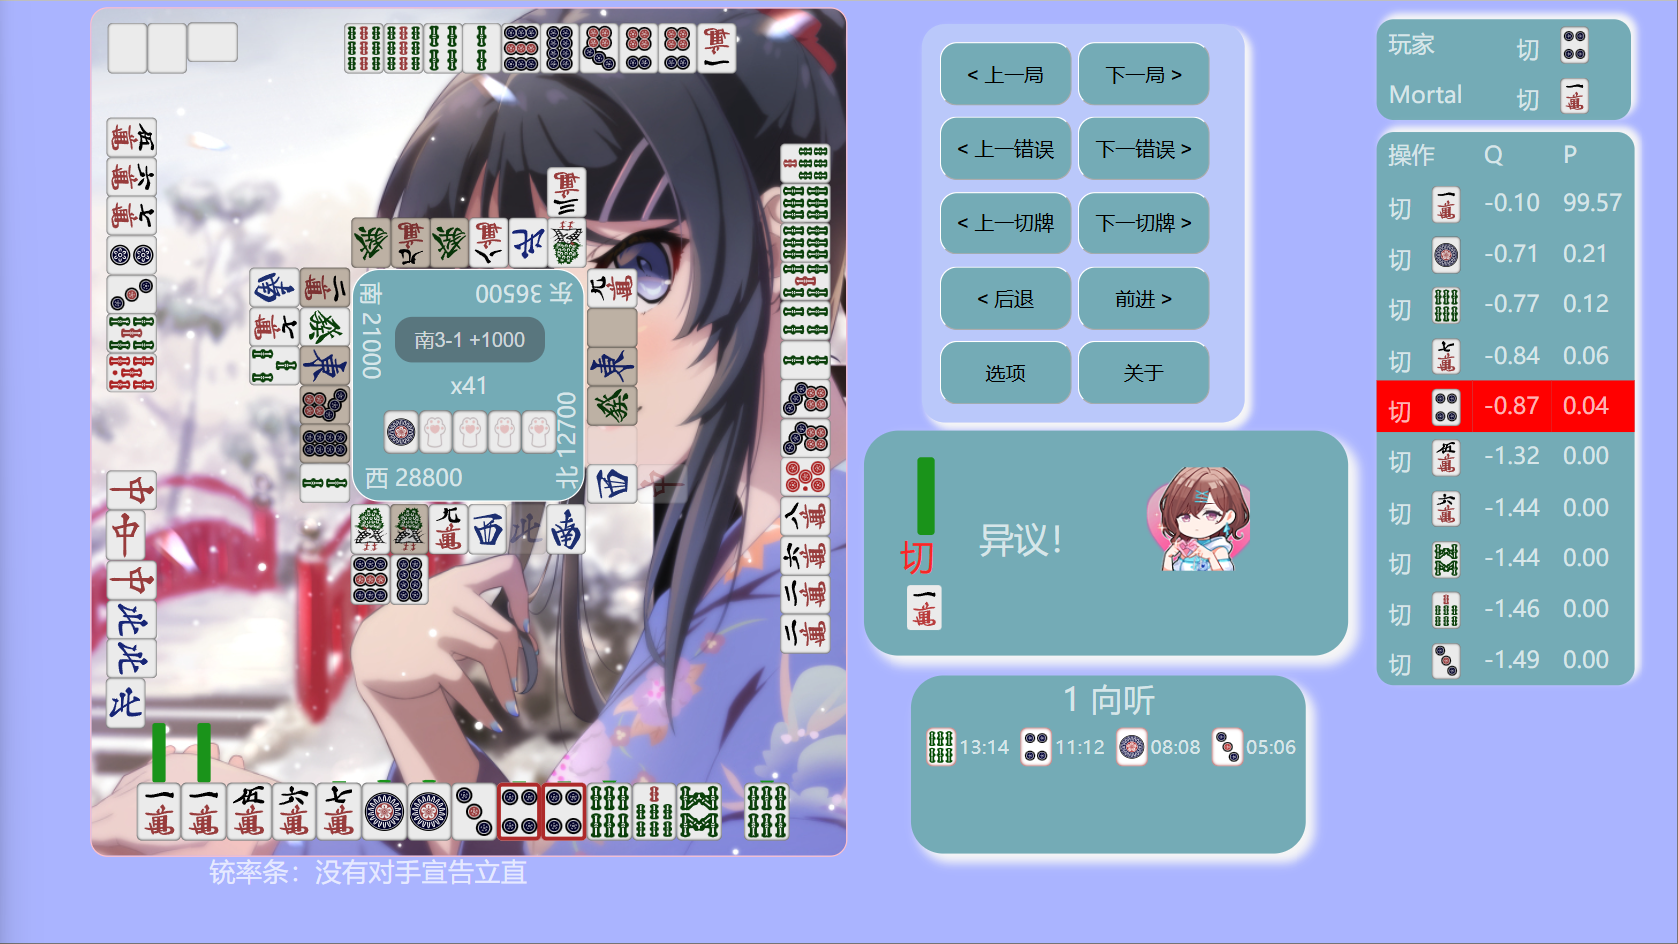 南 21000
东 36500
南3-1 +1000
x41
西 28800
北 12700
铳率条：没有对手宣告立直
< 上一局
下一局 >
< 上一错误
下一错误 >
< 上一切牌
下一切牌 >
< 后退
前进 >
选项
关于
切
异议！
1 向听
13:14
11:12
08:08
05:06
玩家 切
Mortal 切
操作 Q P
切 -0.10 99.57
切 -0.71 0.21
切 -0.77 0.12
切 -0.84 0.06
切 -0.87 0.04
切 -1.32 0.00
切 -1.44 0.00
切 -1.44 0.00
切 -1.46 0.00
切 -1.49 0.00